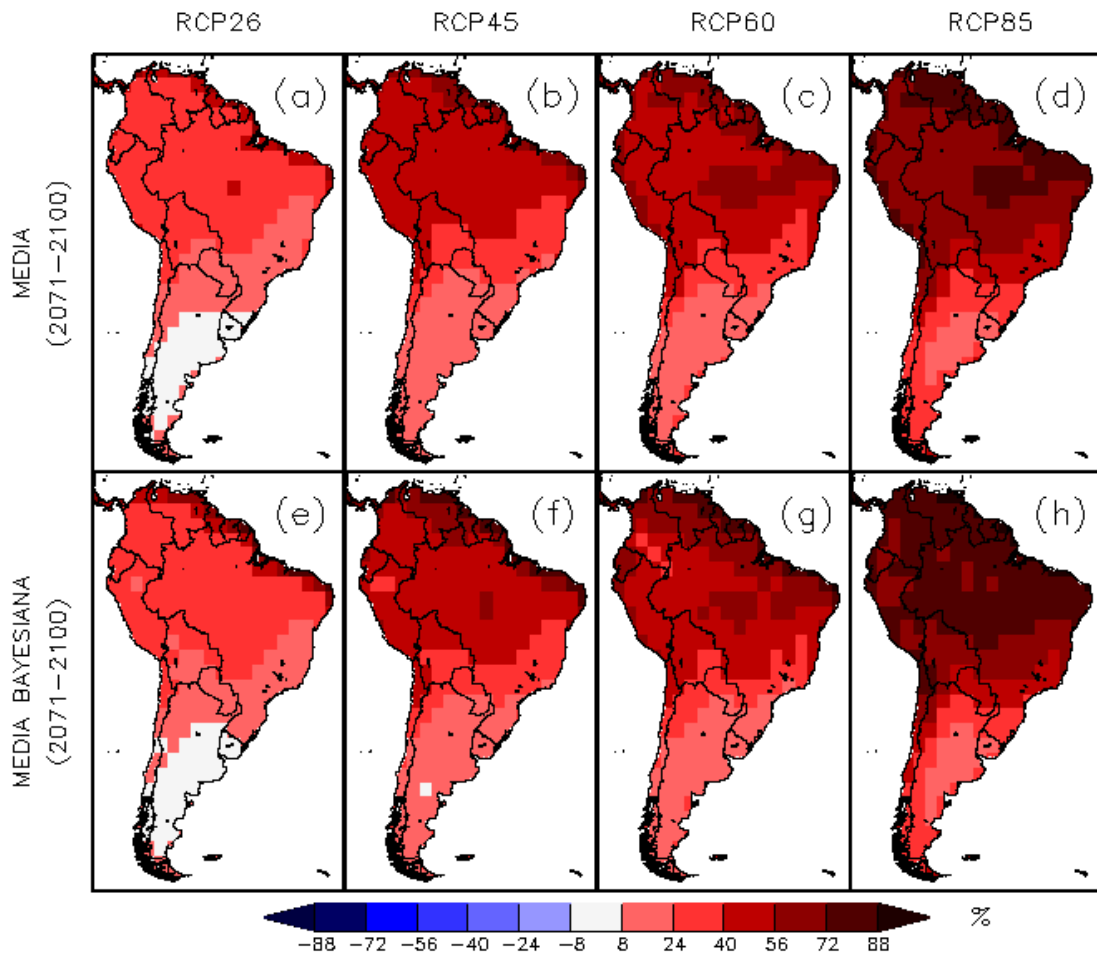 RCP26 RCP45 RCP60 RCP85
MEDIA
(2071−2100)
(a) (b) (c) (d)
MEDIA BAYESIANA
(2071−2100)
(e) (f) (g) (h)
%
−88 −72 −56 −40 −24 −8 8 24 40 56 72 88